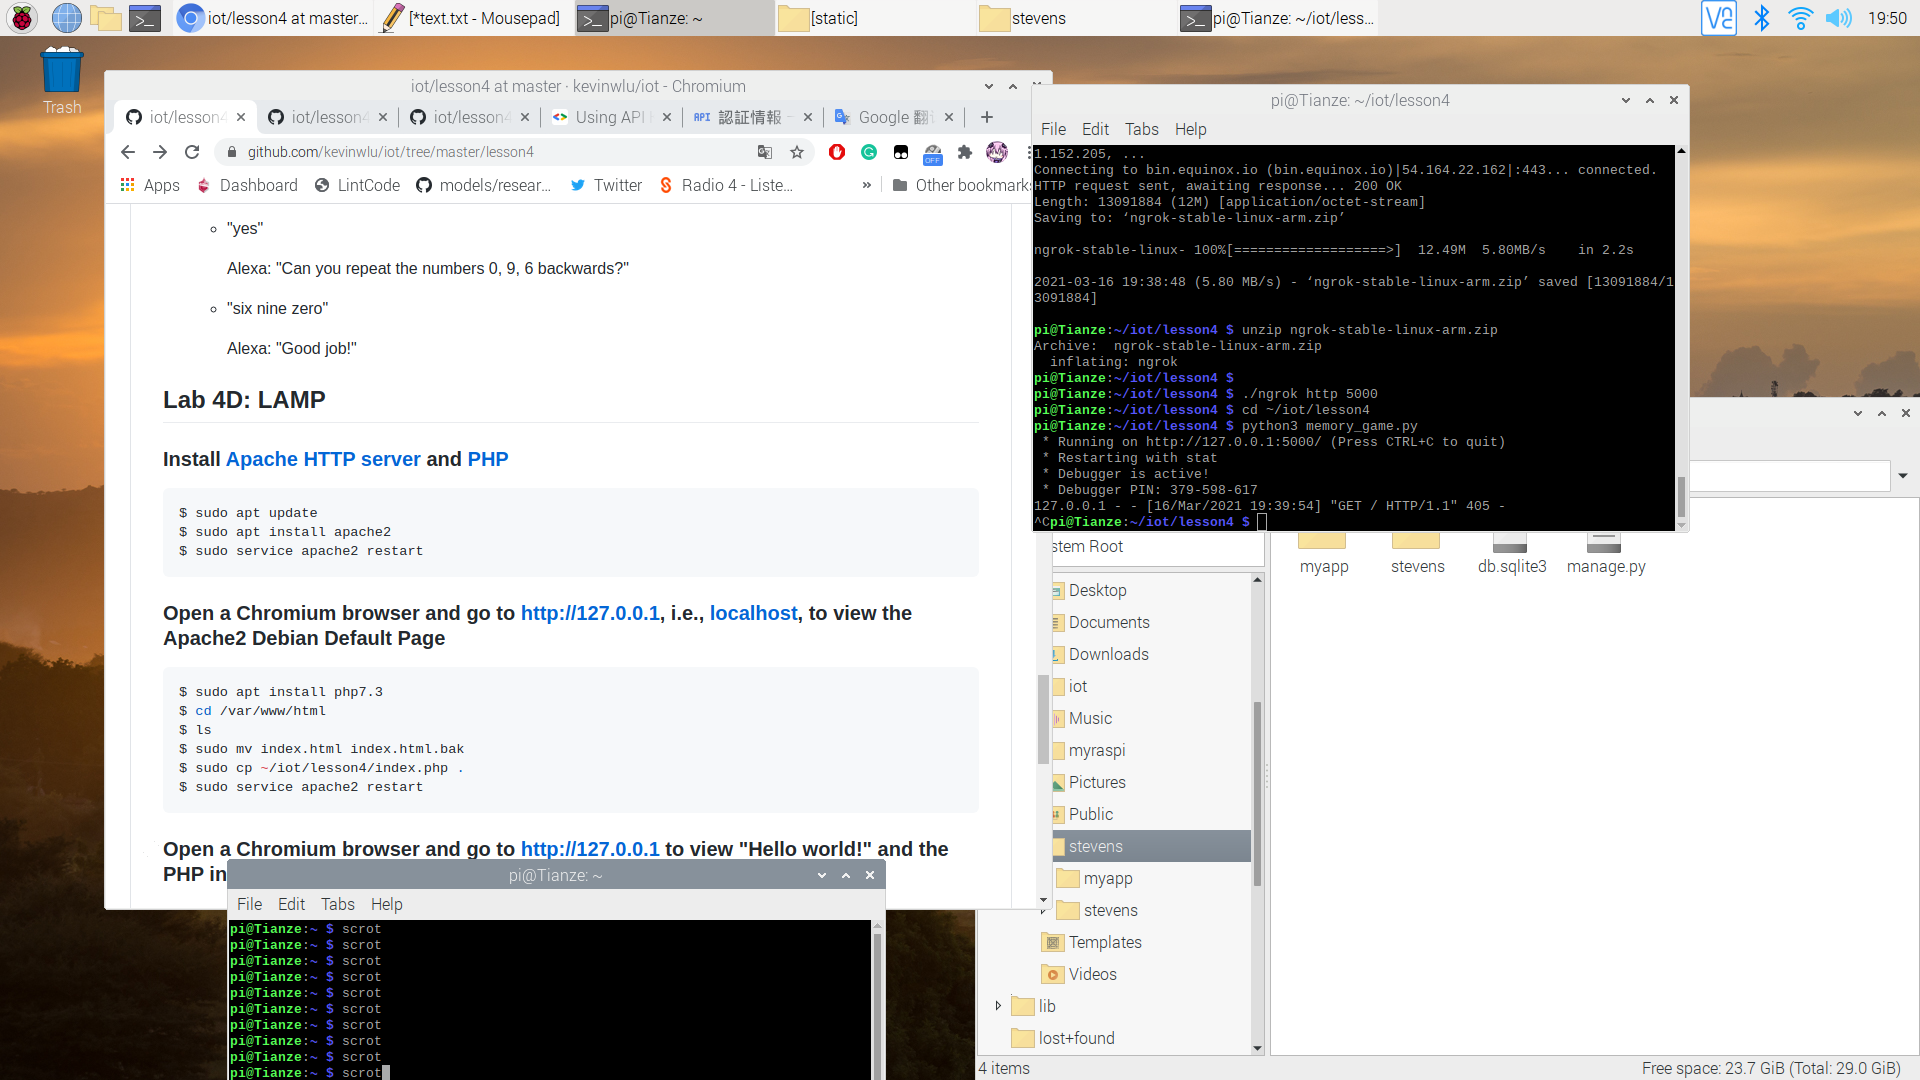 iot/lesson4 at master...
[*text.txt - Mousepad]
pi@Tianze: ~
[static]
stevens
pi@Tianze: ~/iot/less...
19:50
Trash
iot/lesson4 at master · kevinwlu/iot - Chromium
iot/lesson4
iot/lesson4
iot/lesson4
Using API
API 認証情報 -
Google 翻
github.com/kevinwlu/iot/tree/master/lesson4
OFF
Apps
Dashboard
LintCode
models/resear...
Twitter
Radio 4 - Liste...
»
Other bookmarks
"yes"
Alexa: "Can you repeat the numbers 0, 9, 6 backwards?"
"six nine zero"
Alexa: "Good job!"
Lab 4D: LAMP
Install Apache HTTP server and PHP
$ sudo apt update
$ sudo apt install apache2
$ sudo service apache2 restart
Open a Chromium browser and go to http://127.0.0.1, i.e., localhost, to view the
Apache2 Debian Default Page
$ sudo apt install php7.3
$ cd /var/www/html
$ ls
$ sudo mv index.html index.html.bak
$ sudo cp ~/iot/lesson4/index.php .
$ sudo service apache2 restart
Open a Chromium browser and go to http://127.0.0.1 to view "Hello world!" and the
PHP in
pi@Tianze: ~/iot/lesson4
File Edit Tabs Help
1.152.205, ...
Connecting to bin.equinox.io (bin.equinox.io)|54.164.22.162|:443... connected.
HTTP request sent, awaiting response... 200 OK
Length: 13091884 (12M) [application/octet-stream]
Saving to: ‘ngrok-stable-linux-arm.zip’
ngrok-stable-linux- 100%[===================>]  12.49M  5.80MB/s    in 2.2s
2021-03-16 19:38:48 (5.80 MB/s) - ‘ngrok-stable-linux-arm.zip’ saved [13091884/1
3091884]
pi@Tianze:~/iot/lesson4 $ unzip ngrok-stable-linux-arm.zip
Archive:  ngrok-stable-linux-arm.zip
  inflating: ngrok
pi@Tianze:~/iot/lesson4 $
pi@Tianze:~/iot/lesson4 $ ./ngrok http 5000
pi@Tianze:~/iot/lesson4 $ cd ~/iot/lesson4
pi@Tianze:~/iot/lesson4 $ python3 memory_game.py
 * Running on http://127.0.0.1:5000/ (Press CTRL+C to quit)
 * Restarting with stat
 * Debugger is active!
 * Debugger PIN: 379-598-617
127.0.0.1 - - [16/Mar/2021 19:39:54] "GET / HTTP/1.1" 405 -
^Cpi@Tianze:~/iot/lesson4 $
stem Root
Desktop
Documents
Downloads
iot
Music
myraspi
Pictures
Public
stevens
myapp
stevens
Templates
Videos
lib
lost+found
myapp
stevens
db.sqlite3
manage.py
4 items
Free space: 23.7 GiB (Total: 29.0 GiB)
pi@Tianze: ~
File Edit Tabs Help
pi@Tianze:~ $ scrot
pi@Tianze:~ $ scrot
pi@Tianze:~ $ scrot
pi@Tianze:~ $ scrot
pi@Tianze:~ $ scrot
pi@Tianze:~ $ scrot
pi@Tianze:~ $ scrot
pi@Tianze:~ $ scrot
pi@Tianze:~ $ scrot
pi@Tianze:~ $ scrot